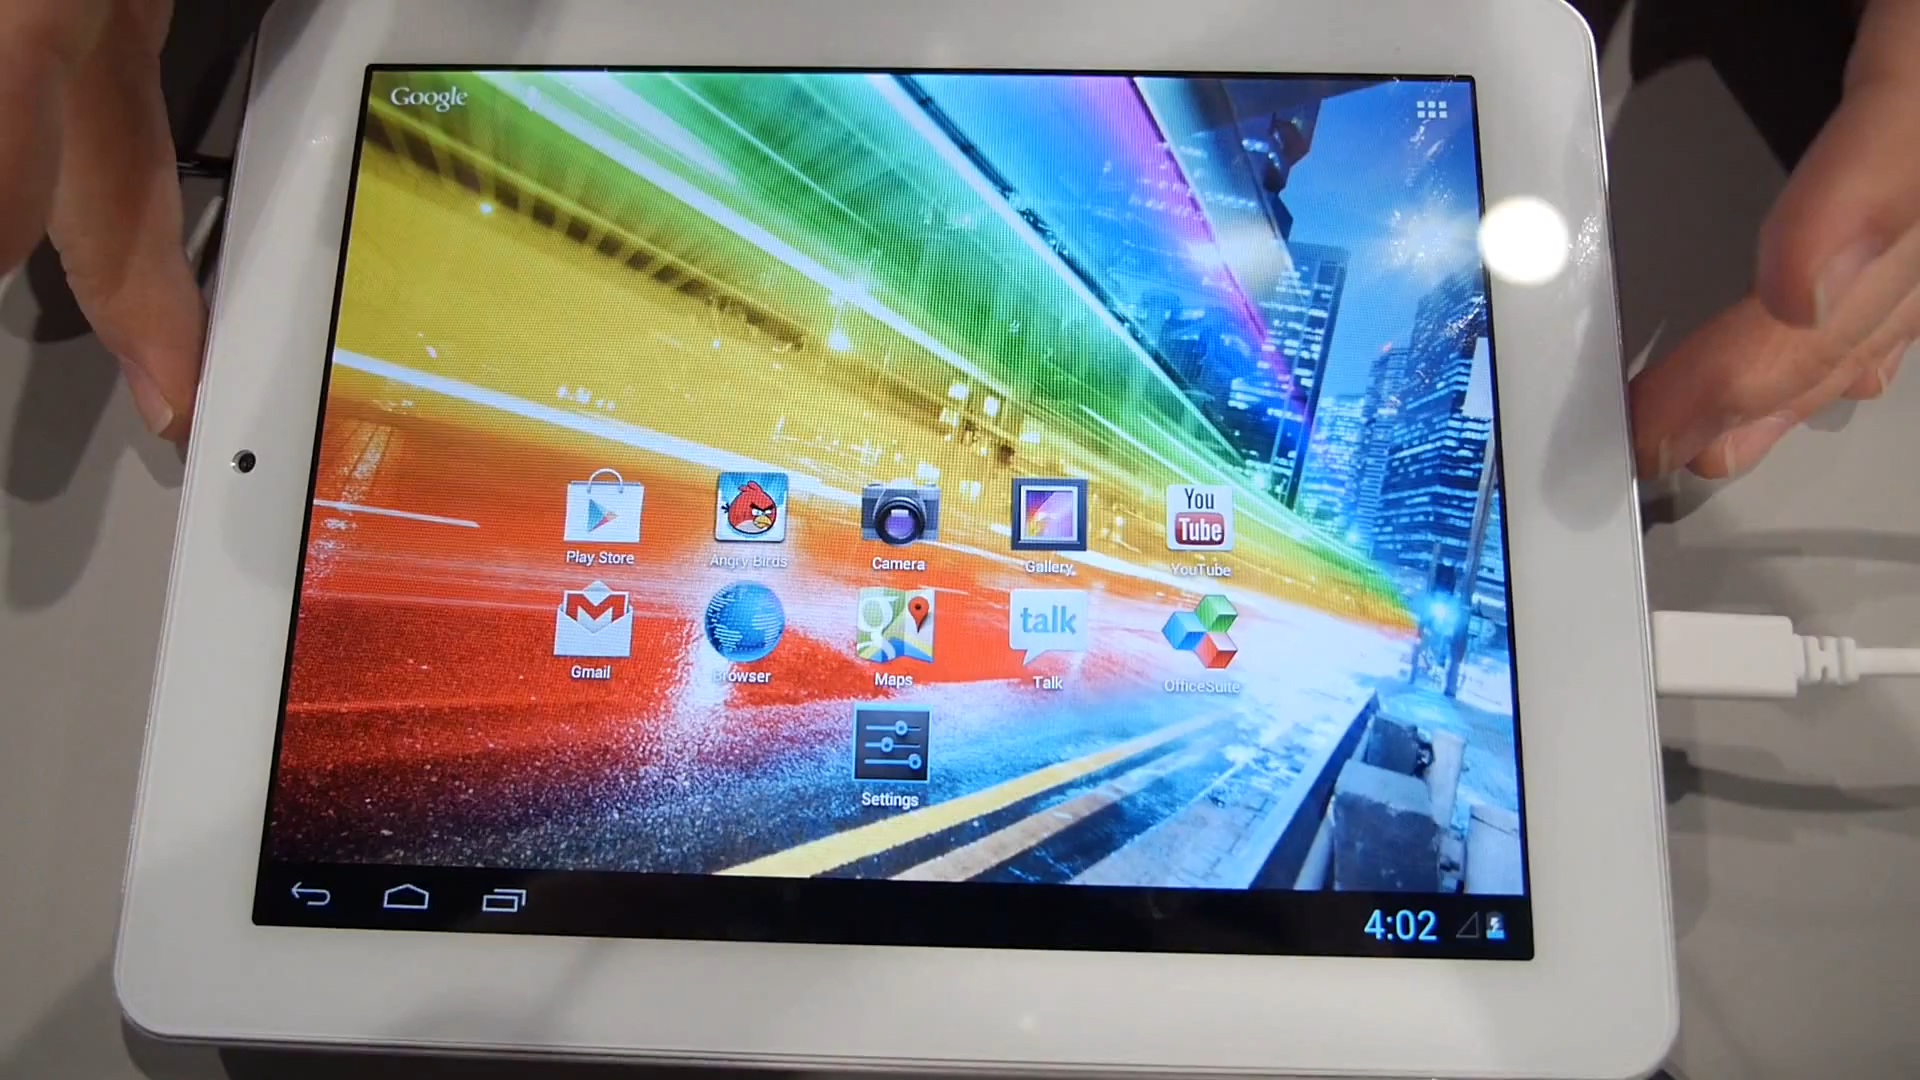 Google
Play Store
Angry Birds
Camera
Gallery
You
Tube
YouTube
Gmail
Browser
Maps
talk
Talk
OfficeSuite
Settings
4:02